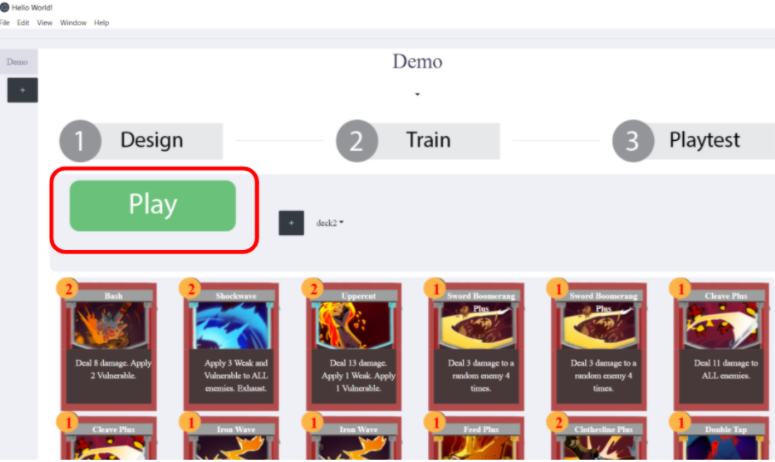 Hello World!
File Edit View Window Help
Demo
Demo
+
1 Design
2 Train
3 Playtest
Play
+ deck2
2 Bash
Deal 8 damage. Apply
2 Vulnerable.
2 Shockwave
Apply 3 Weak and
Vulnerable to ALL
enemies. Exhaust.
2 Uppercut
Deal 13 damage.
Apply 1 Weak. Apply
1 Vulnerable.
1 Sword Boomerang
Plus
Deal 3 damage to a
random enemy 4
times.
1 Sword Boomerang
Plus
Deal 3 damage to a
random enemy 4
times.
1 Cleave Plus
Deal 11 damage to
ALL enemies.
1 Cleave Plus
1 Iron Wave
1 Iron Wave
1 Feed Plus
2 Clothesline Plus
1 Double Tap